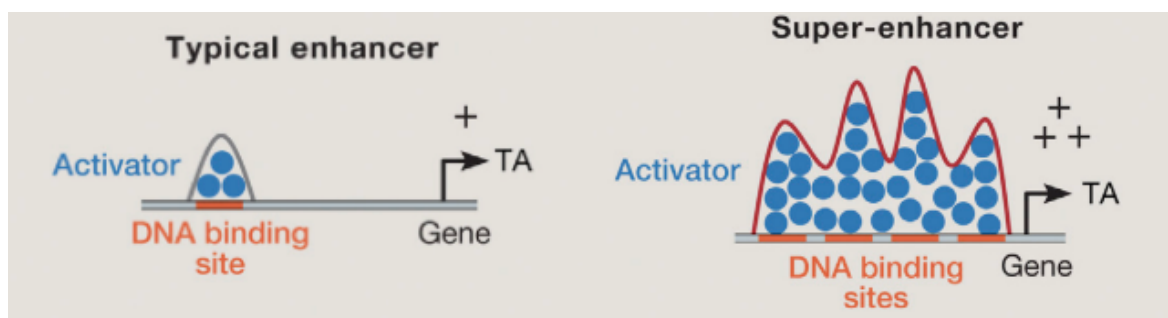 Typical enhancer
Activator
+
TA
DNA binding
site
Gene
Super-enhancer
Activator
+
+ +
TA
DNA binding
sites
Gene